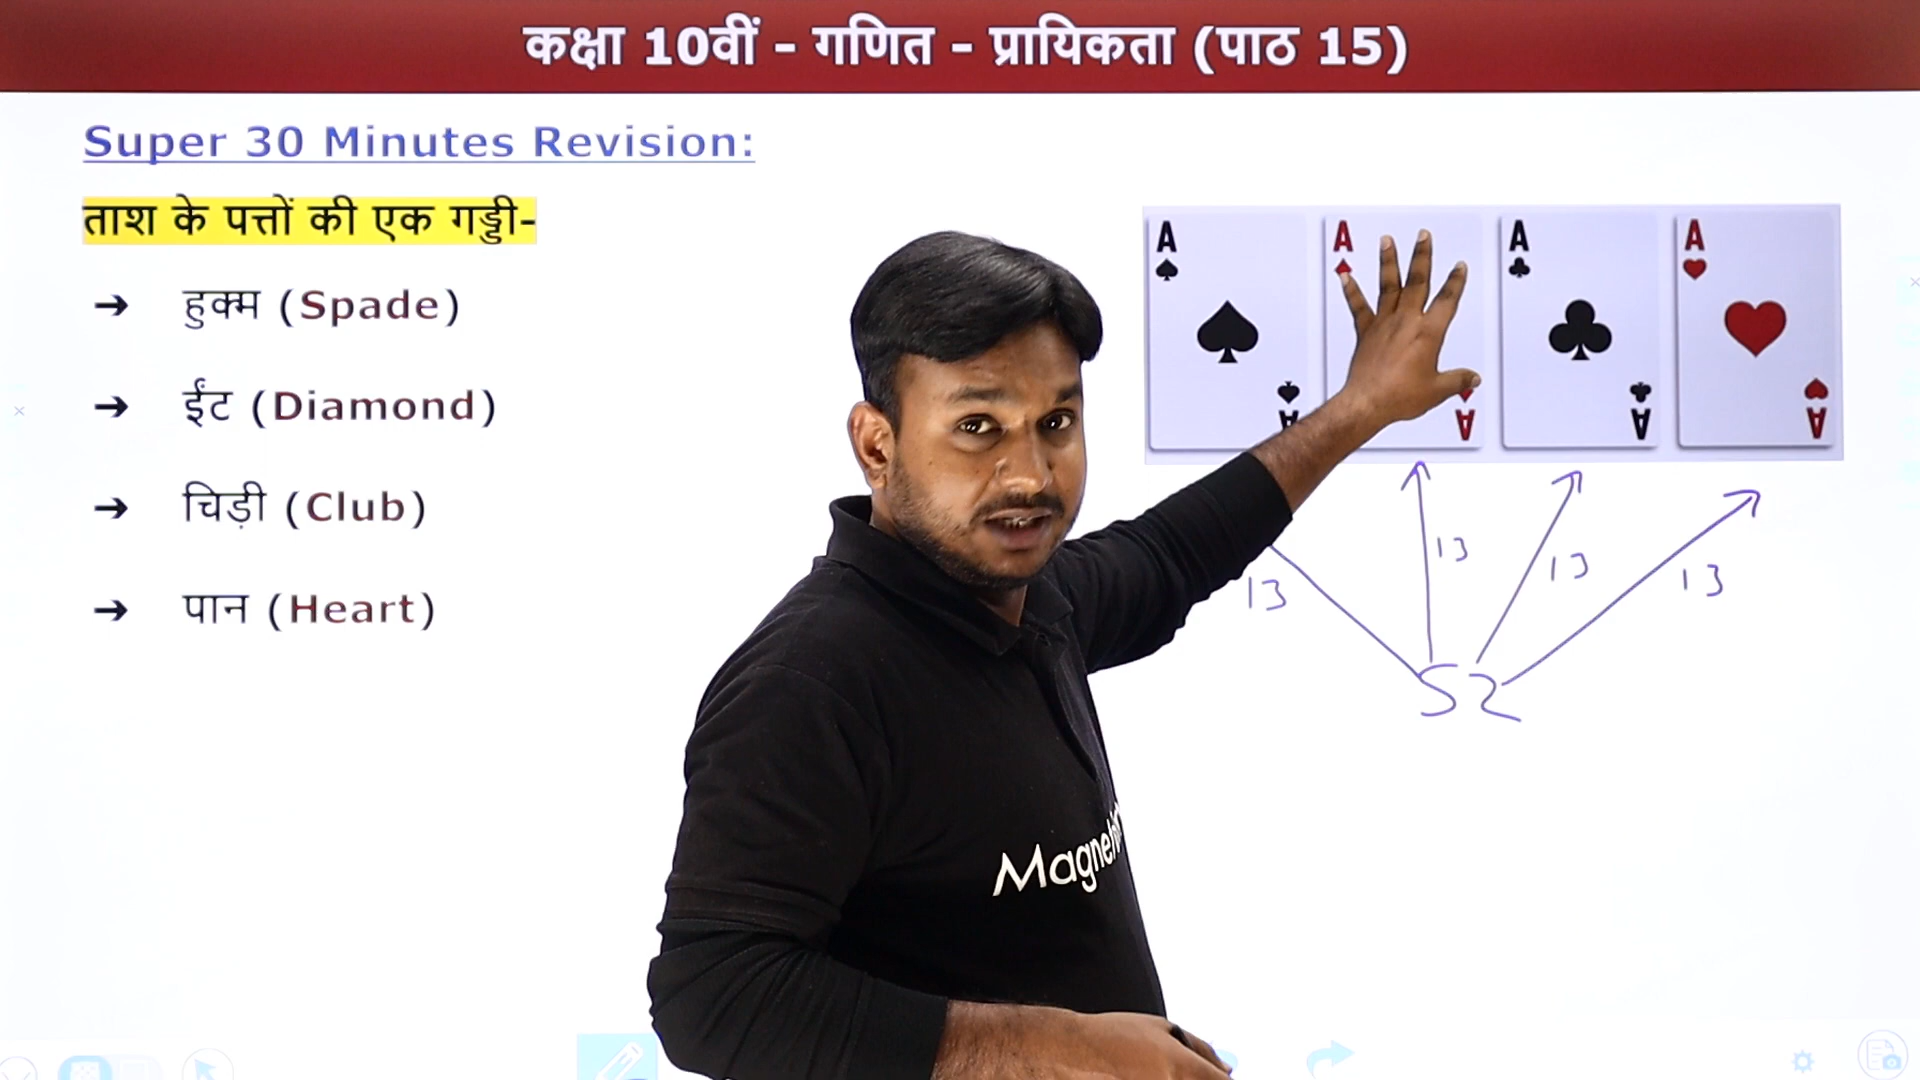 कक्षा 10वीं - गणित - प्रायिकता (पाठ 15)
Super 30 Minutes Revision:
ताश के पत्तों की एक गड्डी-
➔ हुक्म (Spade)
➔ ईंट (Diamond)
➔ चिड़ी (Club)
➔ पान (Heart)
A A A A
A A A A
13 13 13 13
52